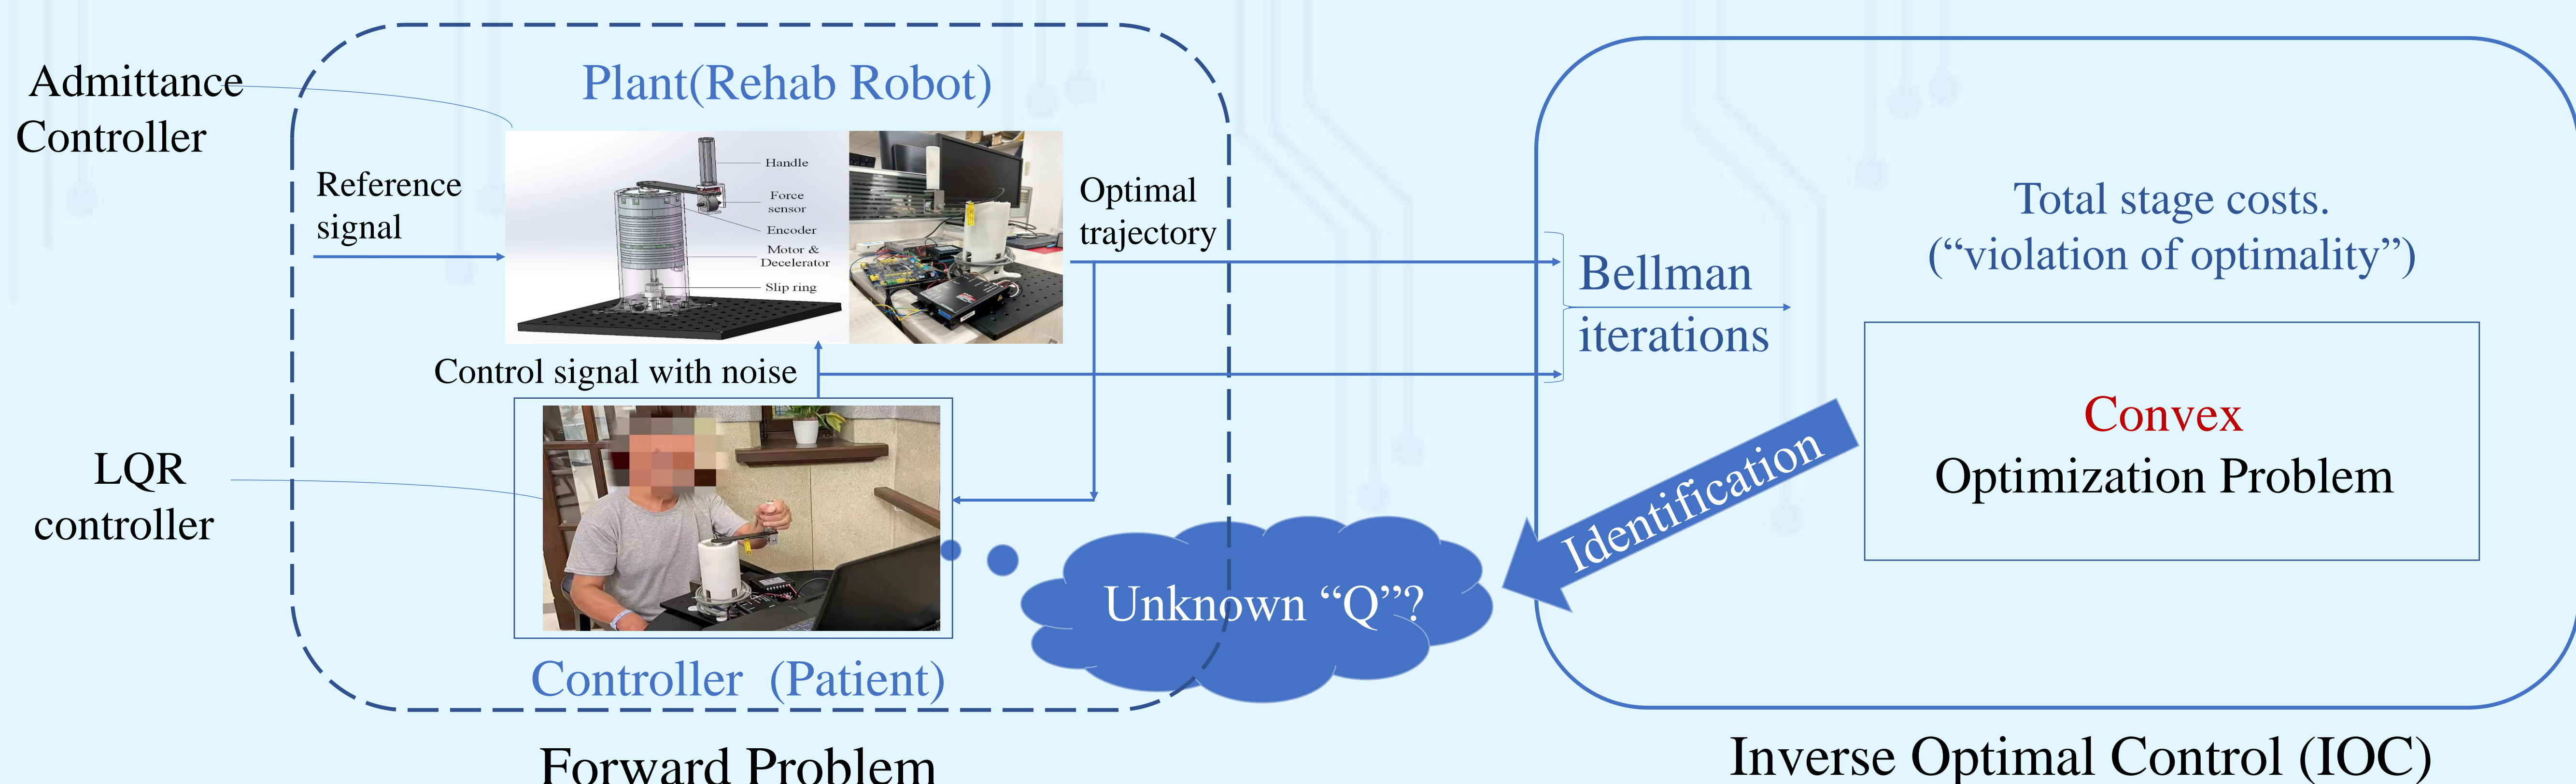 Admittance
Controller
Plant(Rehab Robot)
Reference
signal
Handle
Force
sensor
Encoder
Motor &
Decelerator
Slip ring
Optimal
trajectory
Control signal with noise
LQR
controller
Controller (Patient)
Forward Problem
Unknown “Q”?
Identification
Bellman
iterations
Total stage costs.
(“violation of optimality”)
Convex
Optimization Problem
Inverse Optimal Control (IOC)